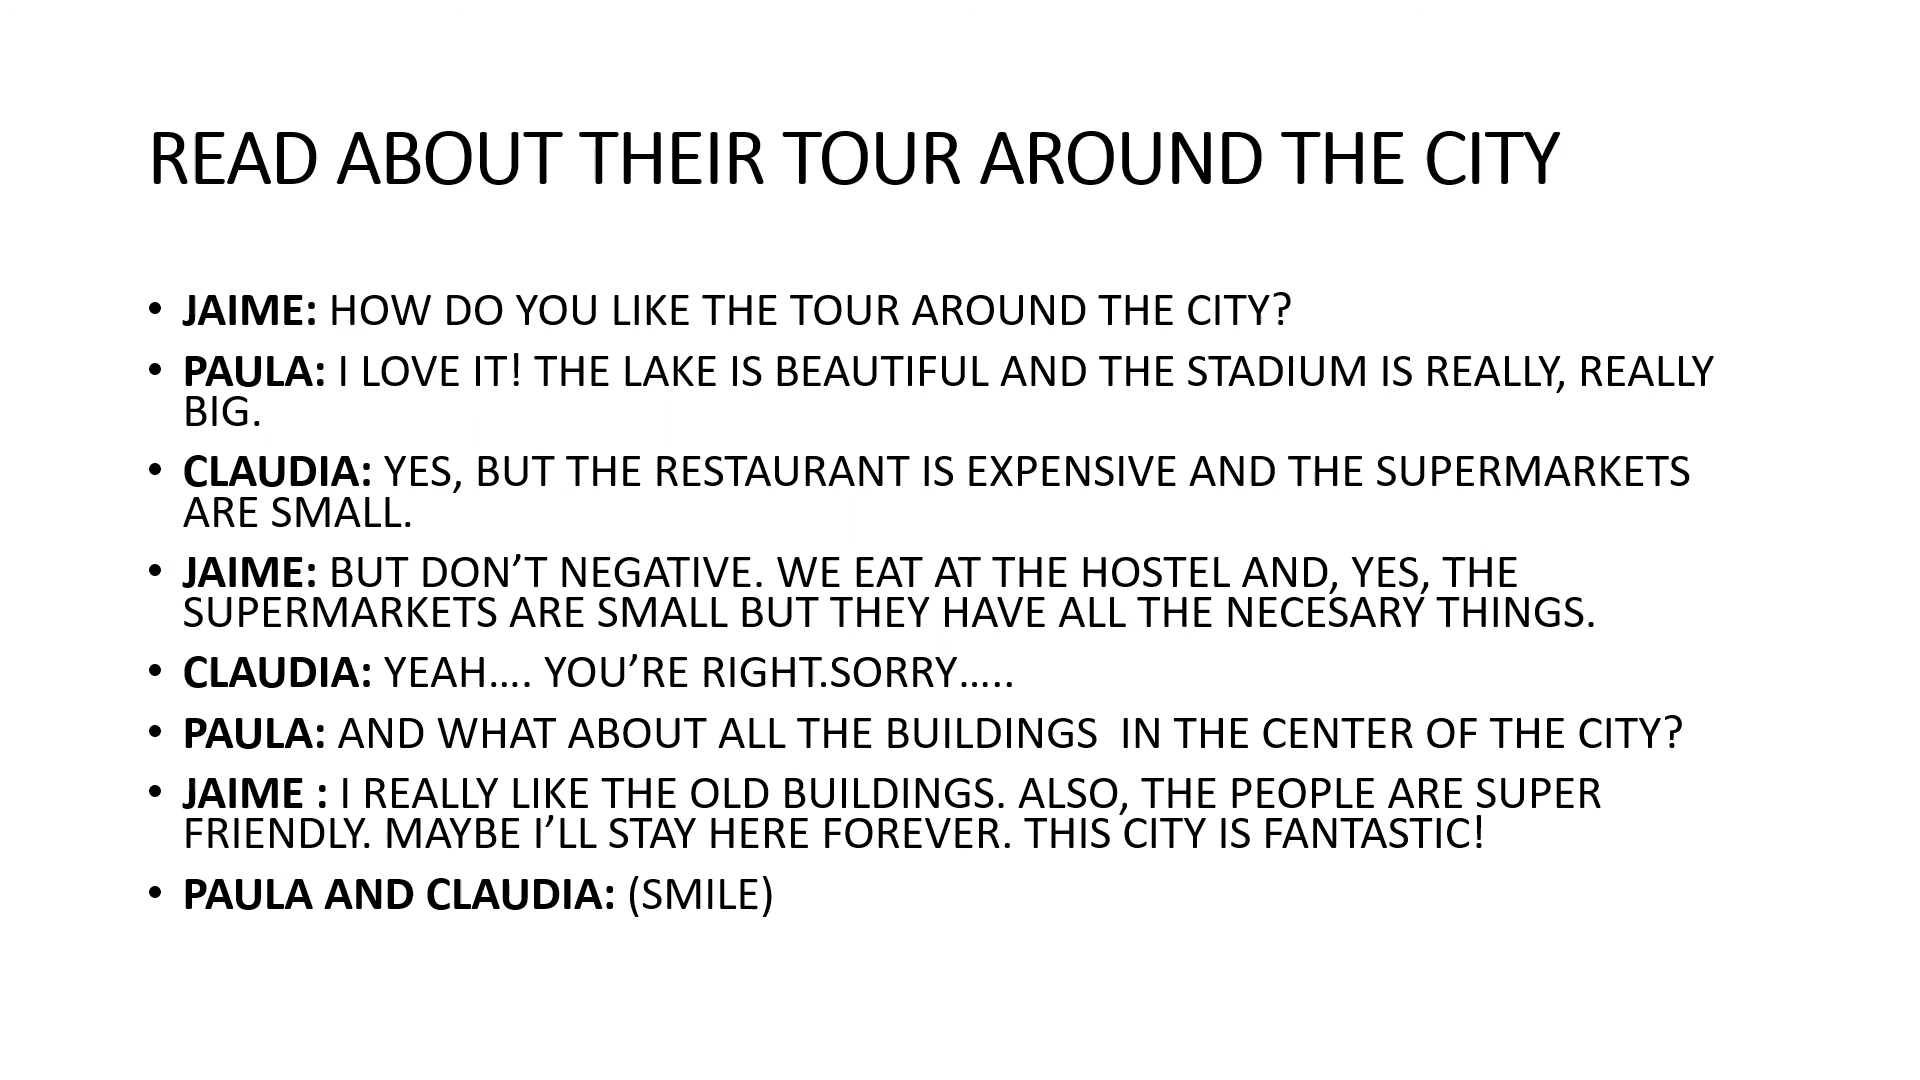 READ ABOUT THEIR TOUR AROUND THE CITY
• JAIME: HOW DO YOU LIKE THE TOUR AROUND THE CITY?
• PAULA: I LOVE IT! THE LAKE IS BEAUTIFUL AND THE STADIUM IS REALLY, REALLY
BIG.
• CLAUDIA: YES, BUT THE RESTAURANT IS EXPENSIVE AND THE SUPERMARKETS
ARE SMALL.
• JAIME: BUT DON’T NEGATIVE. WE EAT AT THE HOSTEL AND, YES, THE
SUPERMARKETS ARE SMALL BUT THEY HAVE ALL THE NECESARY THINGS.
• CLAUDIA: YEAH…. YOU’RE RIGHT.SORRY…..
• PAULA: AND WHAT ABOUT ALL THE BUILDINGS  IN THE CENTER OF THE CITY?
• JAIME : I REALLY LIKE THE OLD BUILDINGS. ALSO, THE PEOPLE ARE SUPER
FRIENDLY. MAYBE I’LL STAY HERE FOREVER. THIS CITY IS FANTASTIC!
• PAULA AND CLAUDIA: (SMILE)